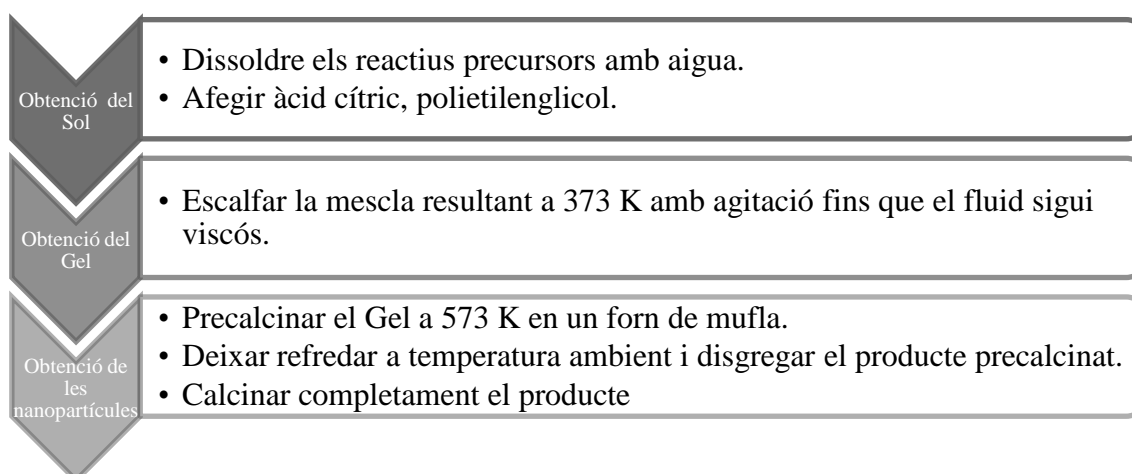 Obtenció del
Sol
• Dissoldre els reactius precursors amb aigua.
• Afegir àcid cítric, polietilenglicol.
Obtenció del
Gel
• Escalfar la mescla resultant a 373 K amb agitació fins que el fluid sigui
viscós.
Obtenció de
les
nanopartícules
• Precalcinar el Gel a 573 K en un forn de mufla.
• Deixar refredar a temperatura ambient i disgregar el producte precalcinat.
• Calcinar completament el producte